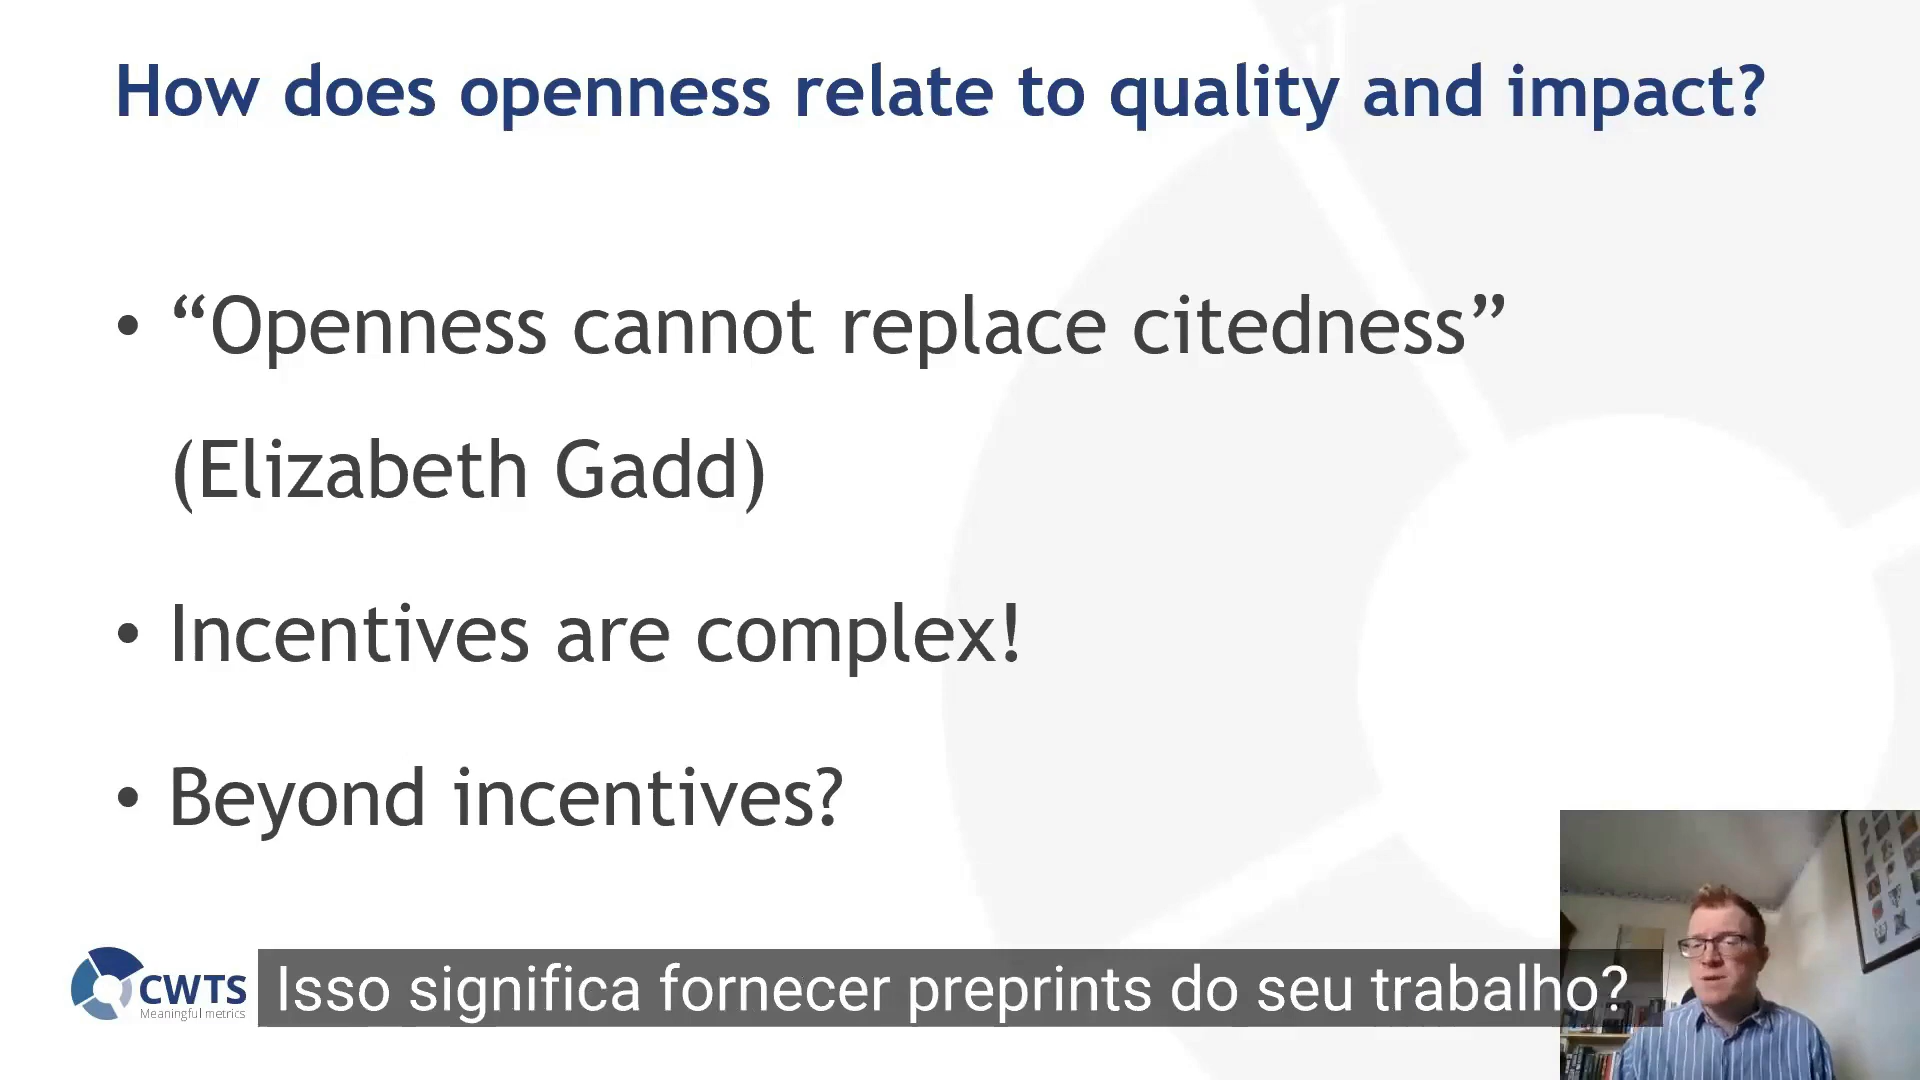 How does openness relate to quality and impact?
• “Openness cannot replace citedness”
(Elizabeth Gadd)
• Incentives are complex!
• Beyond incentives?
CWTS
Meaningful metrics
Isso significa fornecer preprints do seu trabalho?